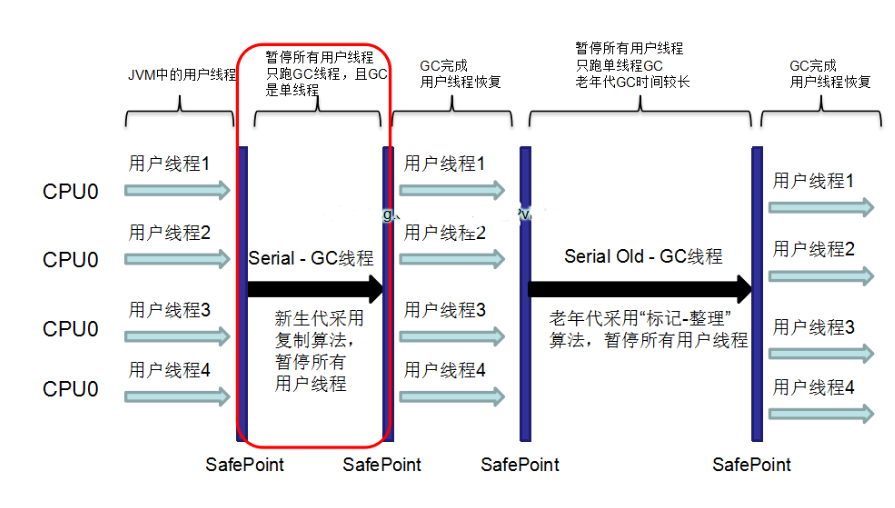 JVM中的用户线程
暂停所有用户线程
只跑GC线程，且GC
是单线程
GC完成
用户线程恢复
暂停所有用户线程
只跑单线程GC
老年代GC时间较长
GC完成
用户线程恢复
CPU0
用户线程1
用户线程1
用户线程1
CPU0
用户线程2
用户线程2
用户线程2
Serial - GC线程
Serial Old - GC线程
CPU0
用户线程3
用户线程3
用户线程3
新生代采用
复制算法，
暂停所有
用户线程
老年代采用“标记-整理”
算法，暂停所有用户线程
CPU0
用户线程4
用户线程4
用户线程4
SafePoint
SafePoint
SafePoint
SafePoint